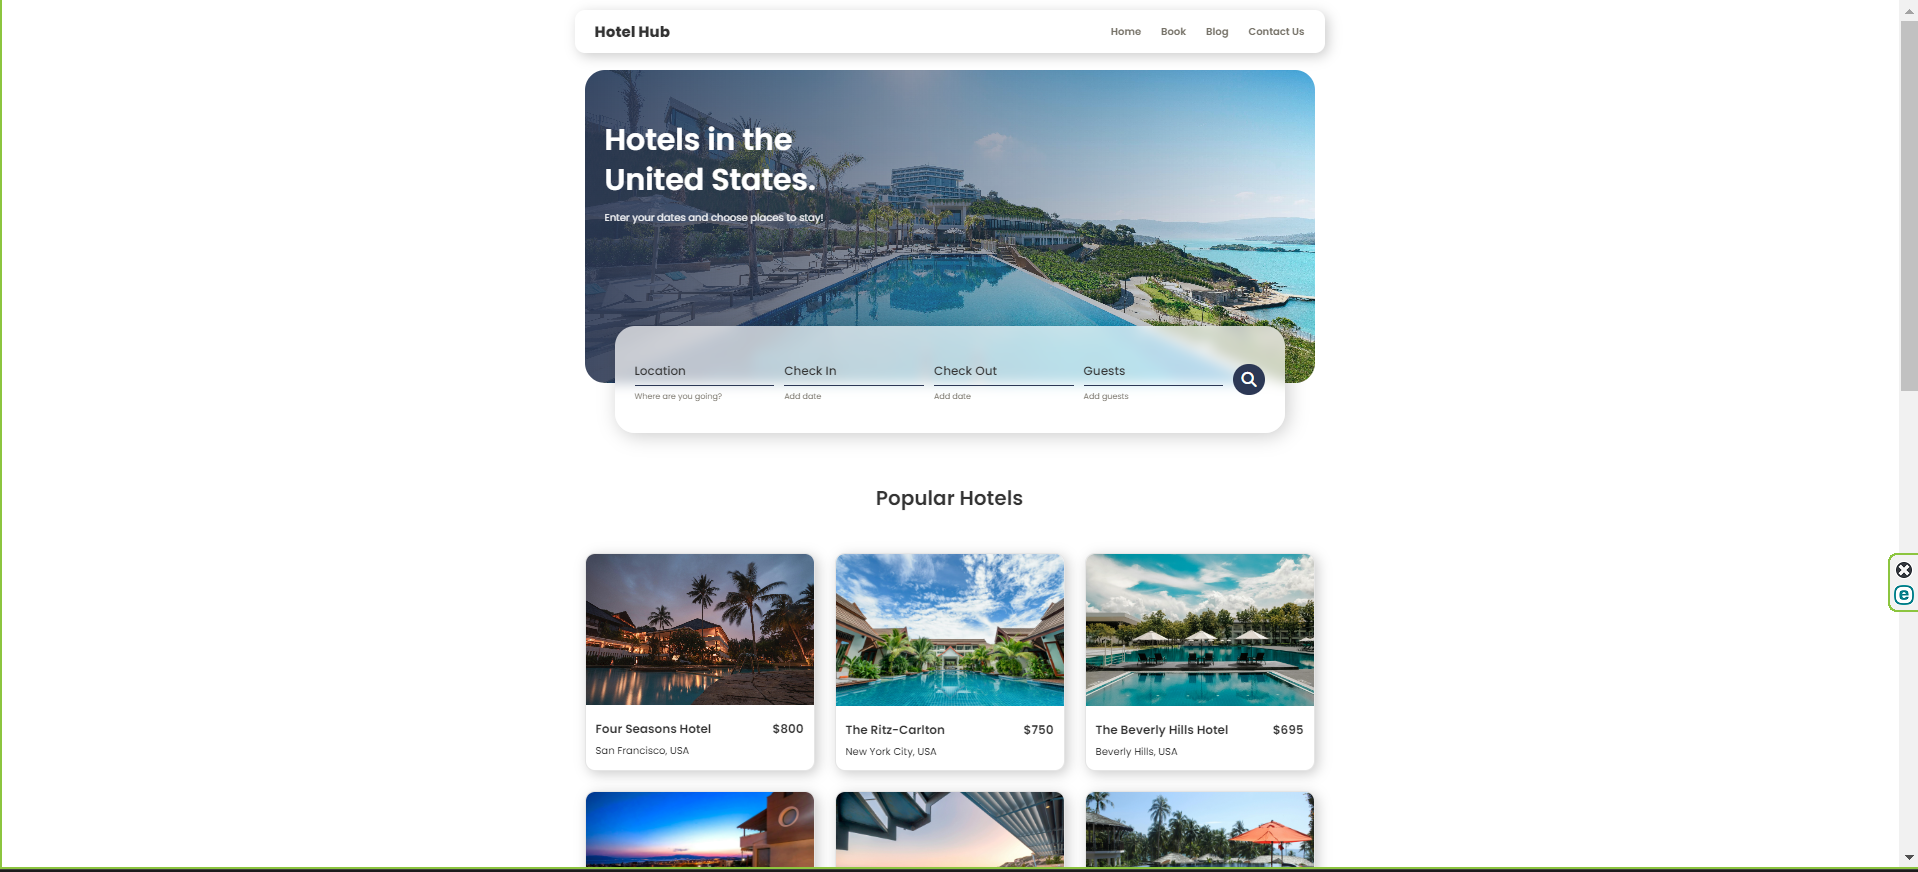 Hotel Hub
Home Book Blog Contact Us
Hotels in the
United States.
Enter your dates and choose places to stay!
Location Check In Check Out Guests
Where are you going? Add date Add date Add guests
Popular Hotels
Four Seasons Hotel $800
San Francisco, USA
The Ritz-Carlton $750
New York City, USA
The Beverly Hills Hotel $695
Beverly Hills, USA
e